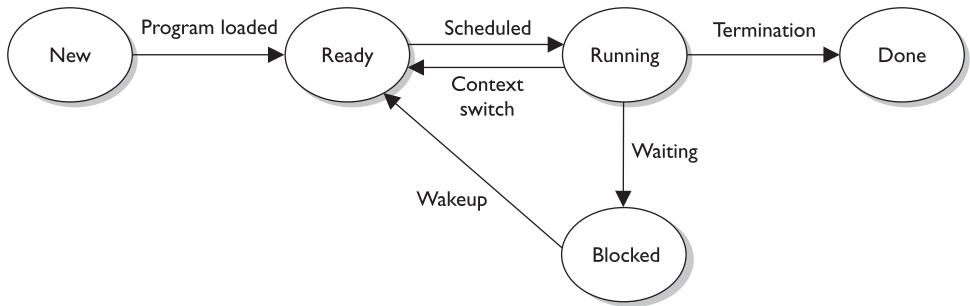 Program loaded
Scheduled
Termination
New
Ready
Running
Done
Context
switch
Waiting
Wakeup
Blocked